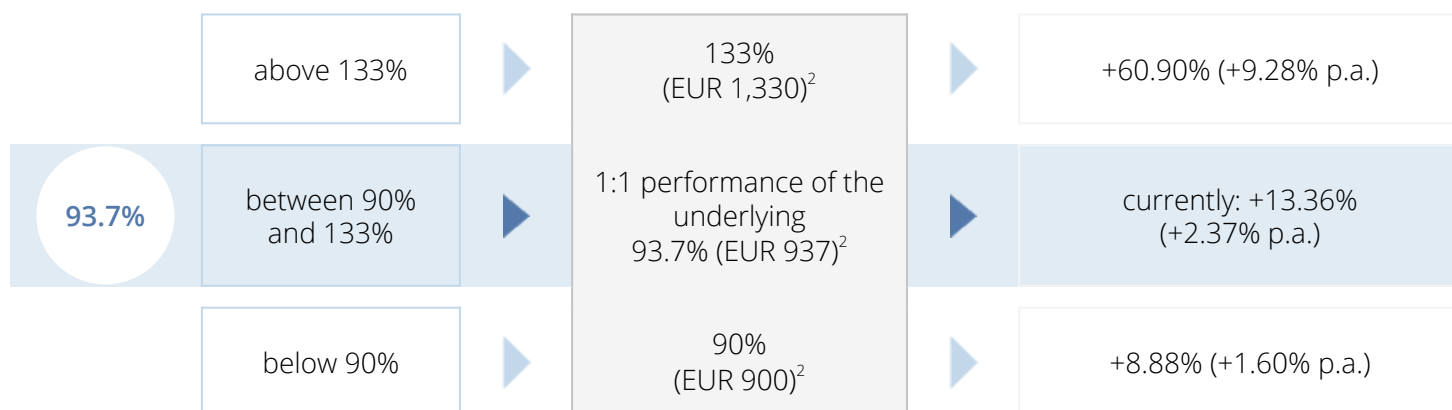 above 133%
133%
(EUR 1,330)2
+60.90% (+9.28% p.a.)
93.7%
between 90%
and 133%
1:1 performance of the
underlying
93.7% (EUR 937)2
currently: +13.36%
(+2.37% p.a.)
below 90%
90%
(EUR 900)2
+8.88% (+1.60% p.a.)